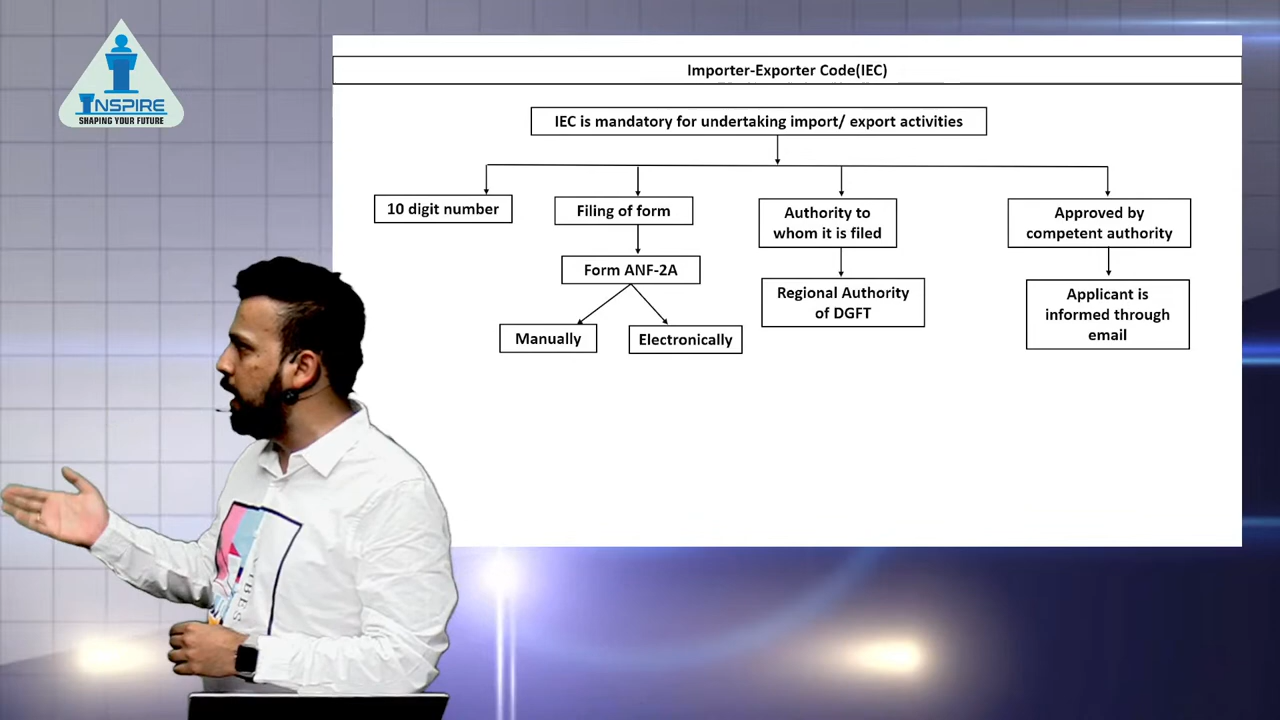 INSPIRE
SHAPING YOUR FUTURE
Importer-Exporter Code(IEC)
IEC is mandatory for undertaking import/ export activities
10 digit number
Filing of form
Authority to
whom it is filed
Approved by
competent authority
Form ANF-2A
Regional Authority
of DGFT
Applicant is
informed through
email
Manually
Electronically